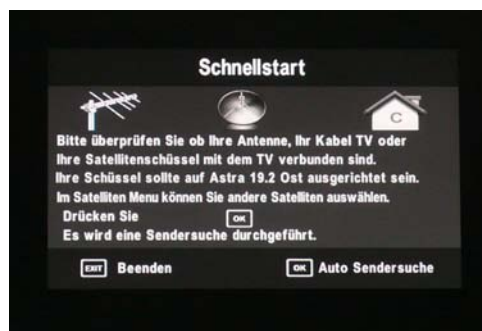 Schnellstart
C
Bitte überprüfen Sie ob Ihre Antenne, Ihr Kabel TV oder
Ihre Satellitenschüssel mit dem TV verbunden sind.
Ihre Schüssel sollte auf Astra 19.2 Ost ausgerichtet sein.
Im Satelliten Menu können Sie andere Satelliten auswählen.
Drücken Sie OK
Es wird eine Sendersuche durchgeführt.
EXIT Beenden OK Auto Sendersuche